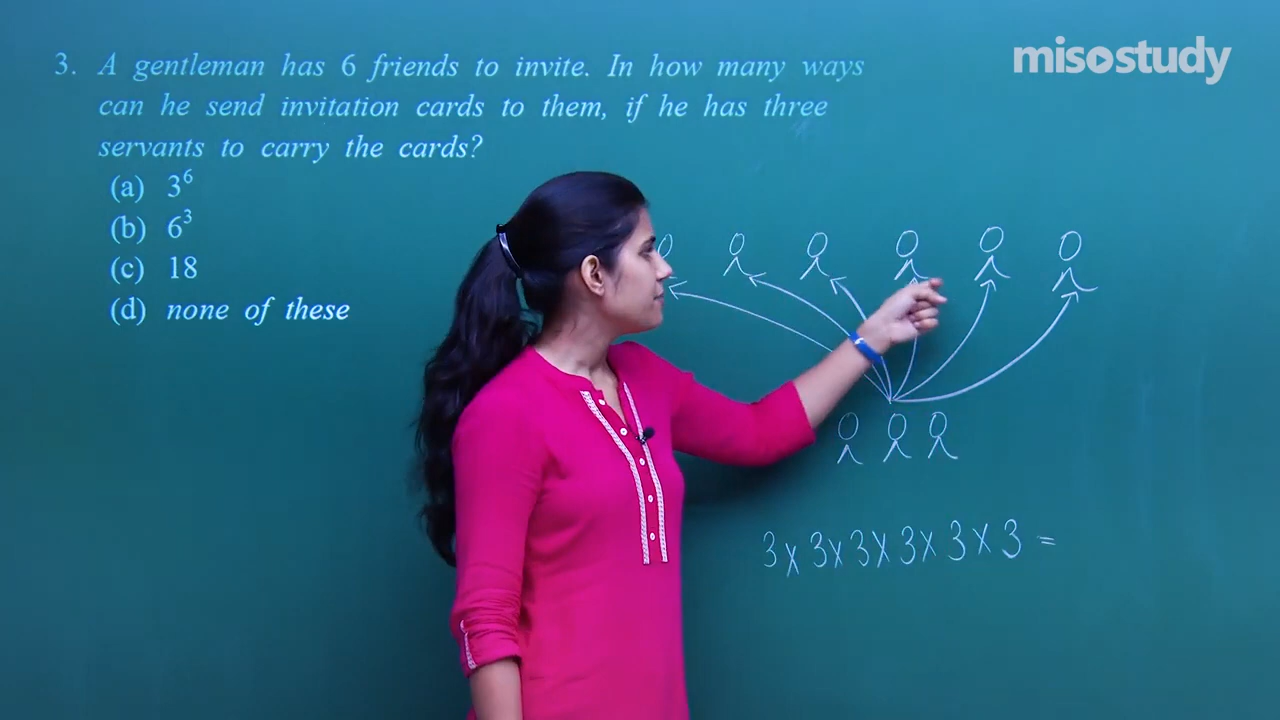 3. A gentleman has 6 friends to invite. In how many ways
can he send invitation cards to them, if he has three
servants to carry the cards?
(a) 3⁶
(b) 6³
(c) 18
(d) none of these
misostudy
3 x 3 x 3 x 3 x 3 x 3 =